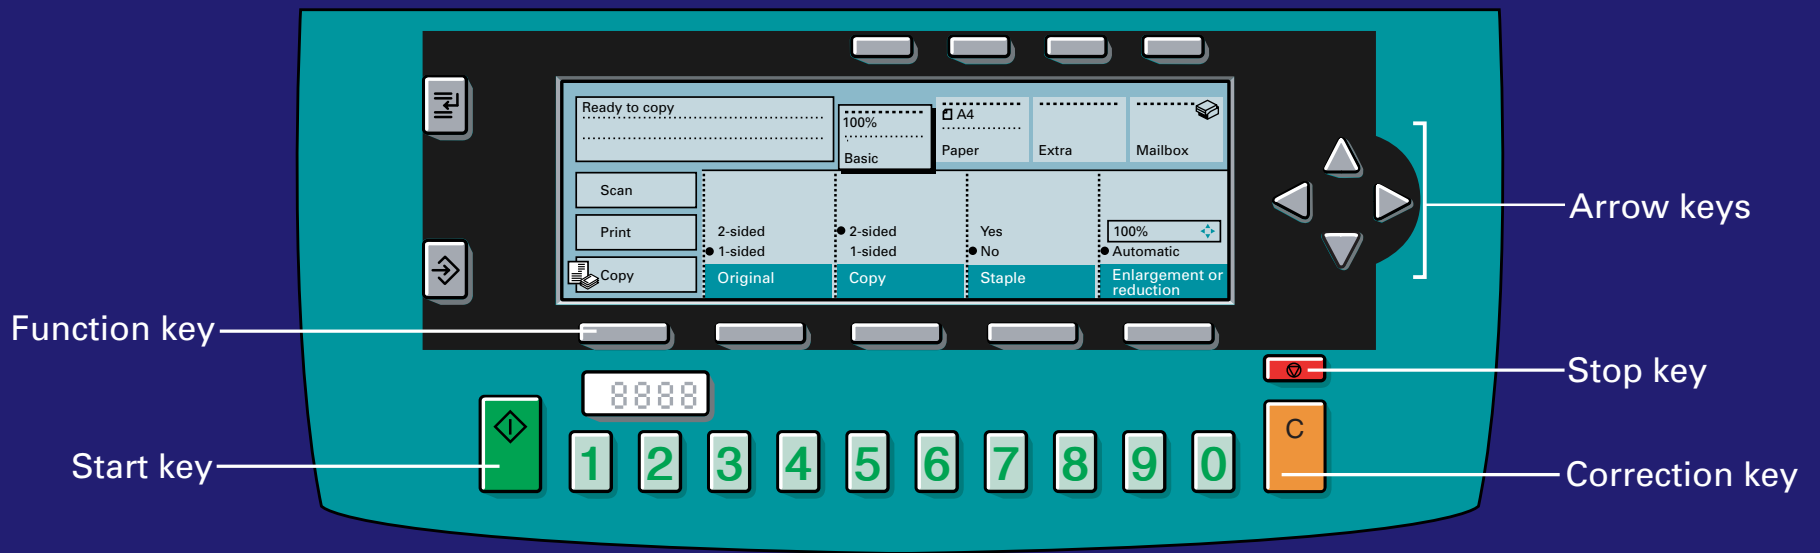 Ready to copy
100%
Basic
A4
Paper
Extra
Mailbox
Scan
Print
Copy
2-sided
1-sided
Original
2-sided
1-sided
Copy
Yes
No
Staple
100%
Automatic
Enlargement or
reduction
Arrow keys
Function key
Stop key
8888
C
Start key
1 2 3 4 5 6 7 8 9 0
Correction key